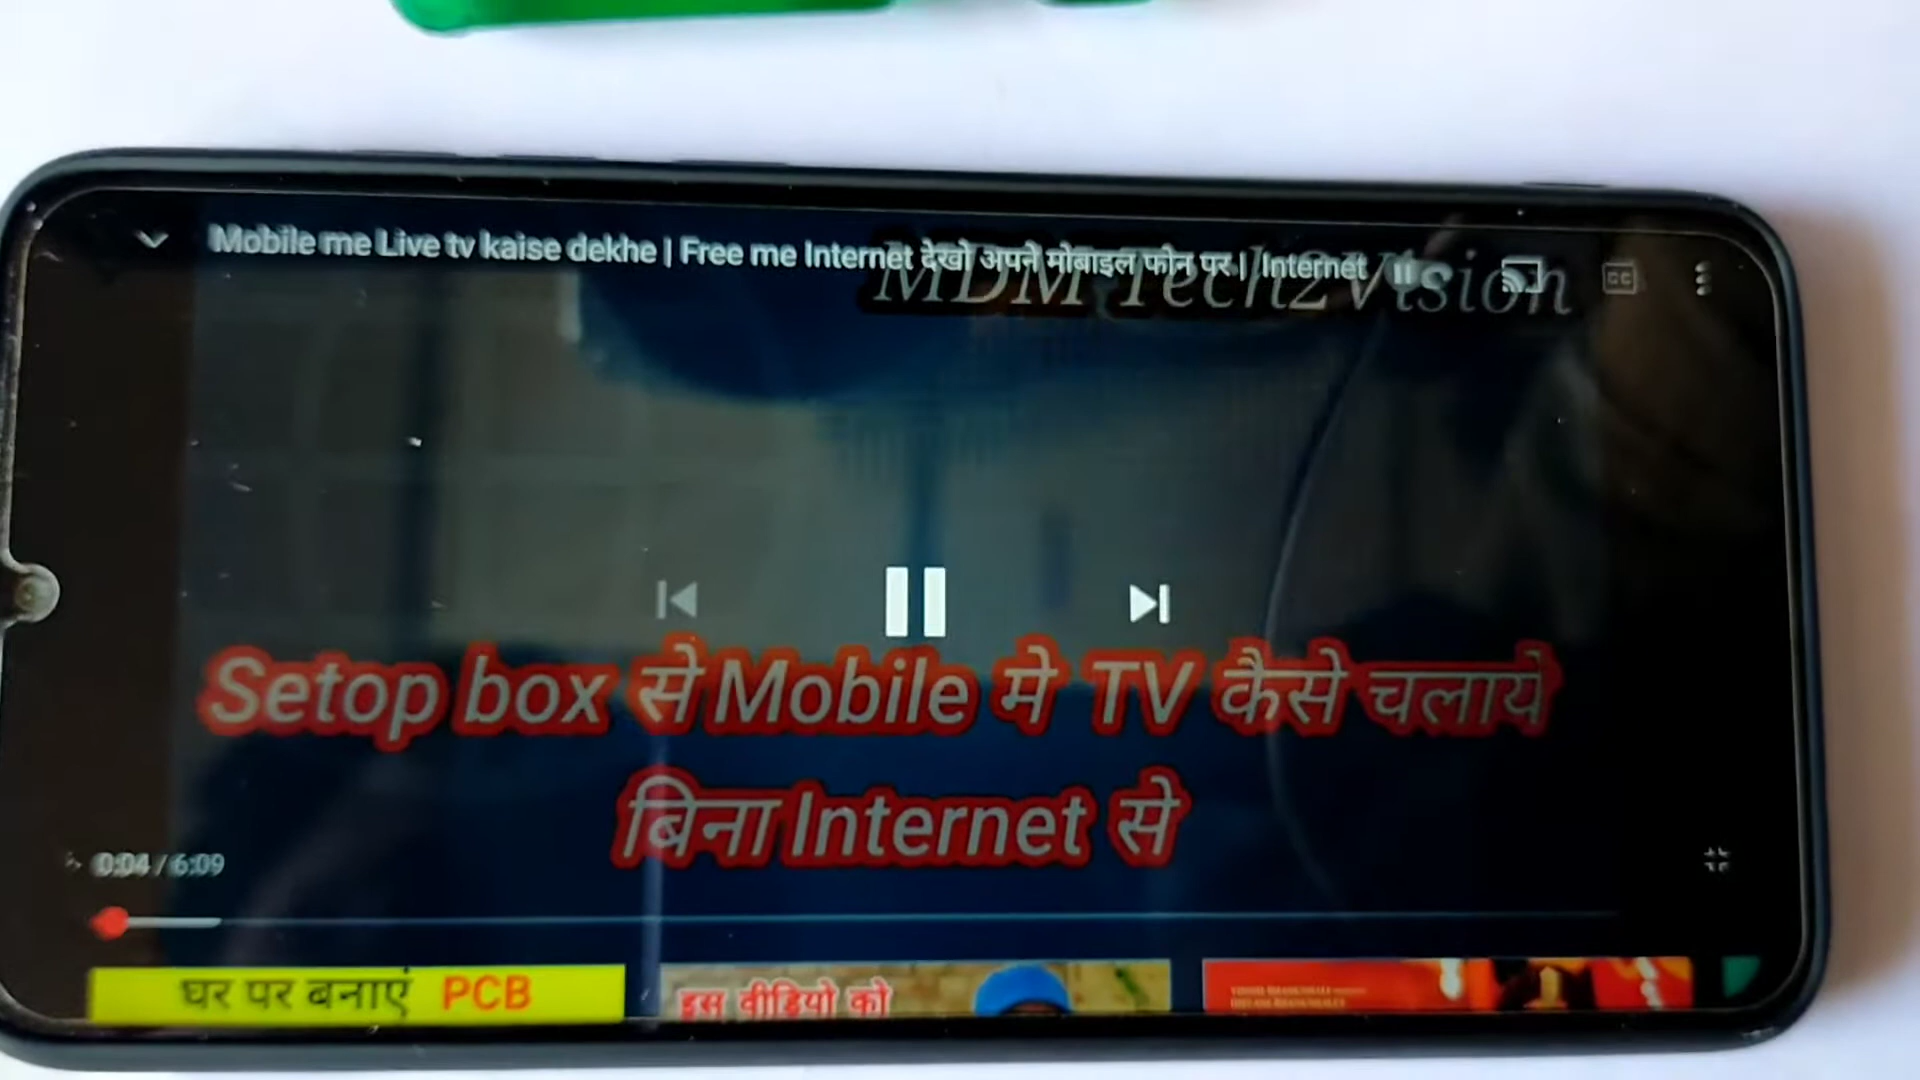 Mobile me Live tv kaise dekhe | Free me Internet देखो अपने मोबाइल फोन पर | Internet
MDM Tech2Vision
CC
Setop box से Mobile मे TV कैसे चलाये
बिना Internet से
0:04 / 6:09
घर पर बनाएं PCB
इस वीडियो को